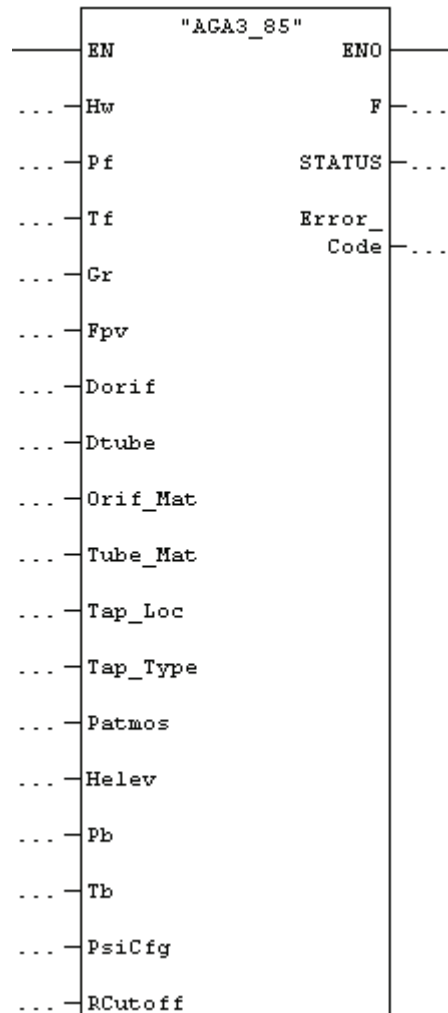 "AGA3_85"
EN ENO
... Hw F ...
... Pf STATUS ...
... Tf Error_
Code ...
... Gr
... Fpv
... Dorif
... Dtube
... Orif_Mat
... Tube_Mat
... Tap_Loc
... Tap_Type
... Patmos
... Helev
... Pb
... Tb
... PsiCfg
... RCutoff